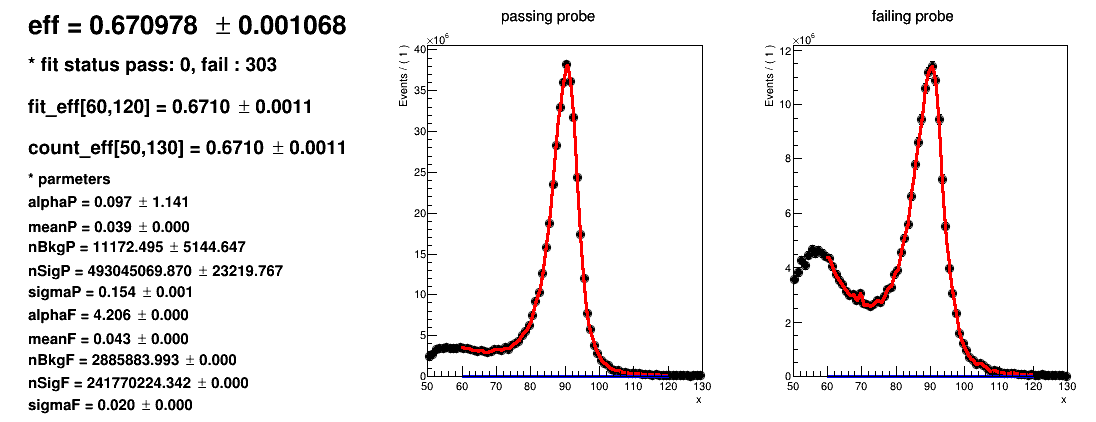 eff = 0.670978 ± 0.001068
* fit status pass: 0, fail : 303
fit_eff[60,120] = 0.6710 ± 0.0011
count_eff[50,130] = 0.6710 ± 0.0011
* parmeters
alphaP = 0.097 ± 1.141
meanP = 0.039 ± 0.000
nBkgP = 11172.495 ± 5144.647
nSigP = 493045069.870 ± 23219.767
sigmaP = 0.154 ± 0.001
alphaF = 4.206 ± 0.000
meanF = 0.043 ± 0.000
nBkgF = 2885883.993 ± 0.000
nSigF = 241770224.342 ± 0.000
sigmaF = 0.020 ± 0.000
passing probe
×10⁶
Events / ( 1 )
40
35
30
25
20
15
10
5
0
50 60 70 80 90 100 110 120 130
x
failing probe
×10⁶
Events / ( 1 )
12
10
8
6
4
2
0
50 60 70 80 90 100 110 120 130
x